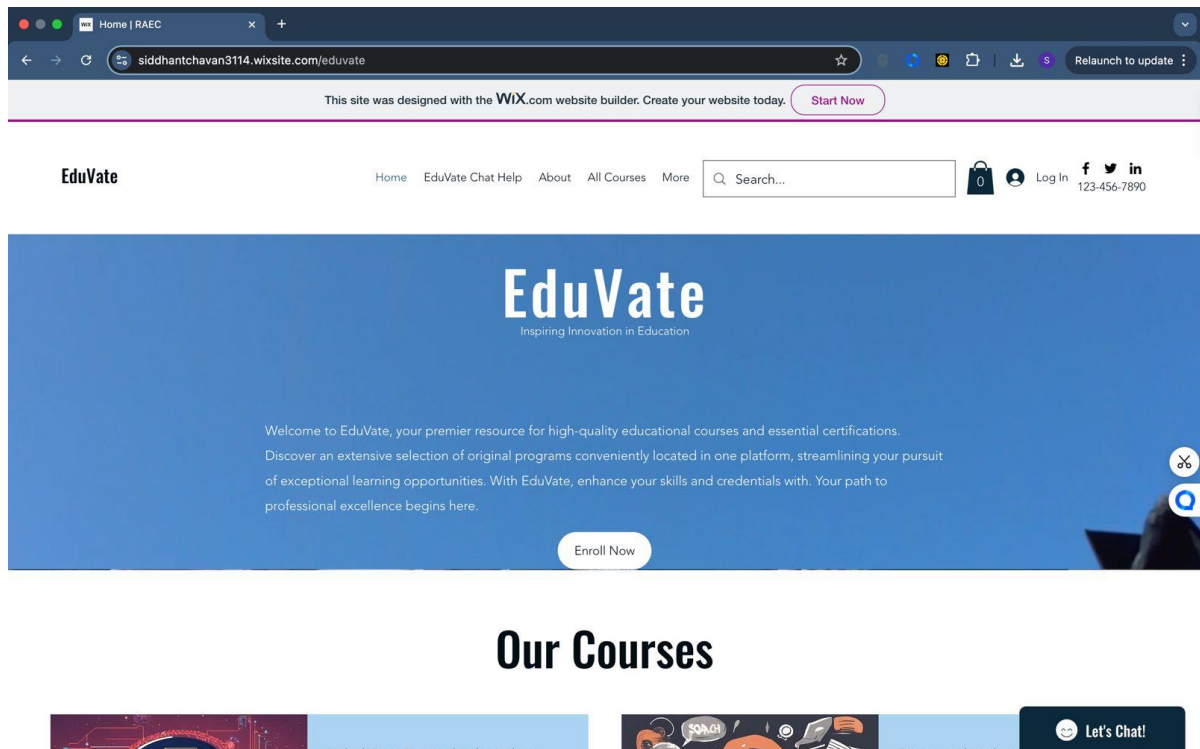 Home | RAEC
siddhantchavan3114.wixsite.com/eduvate
S
Relaunch to update
This site was designed with the WiX.com website builder. Create your website today.
Start Now
EduVate
Home
EduVate Chat Help
About
All Courses
More
Search...
0
Log In
123-456-7890
EduVate
Inspiring Innovation in Education
Welcome to EduVate, your premier resource for high-quality educational courses and essential certifications.
Discover an extensive selection of original programs conveniently located in one platform, streamlining your pursuit
of exceptional learning opportunities. With EduVate, enhance your skills and credentials with. Your path to
professional excellence begins here.
Enroll Now
Our Courses
Let's Chat!